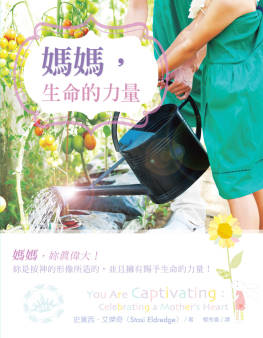 媽媽，
生命的力量
媽媽，妳真偉大！
妳是按神的形像所造的，並且擁有賜予生命的力量！
You Are Captivating :
Celebrating a Mother's Heart
史黛西・艾傑奇（Stasi Eldredge）／著